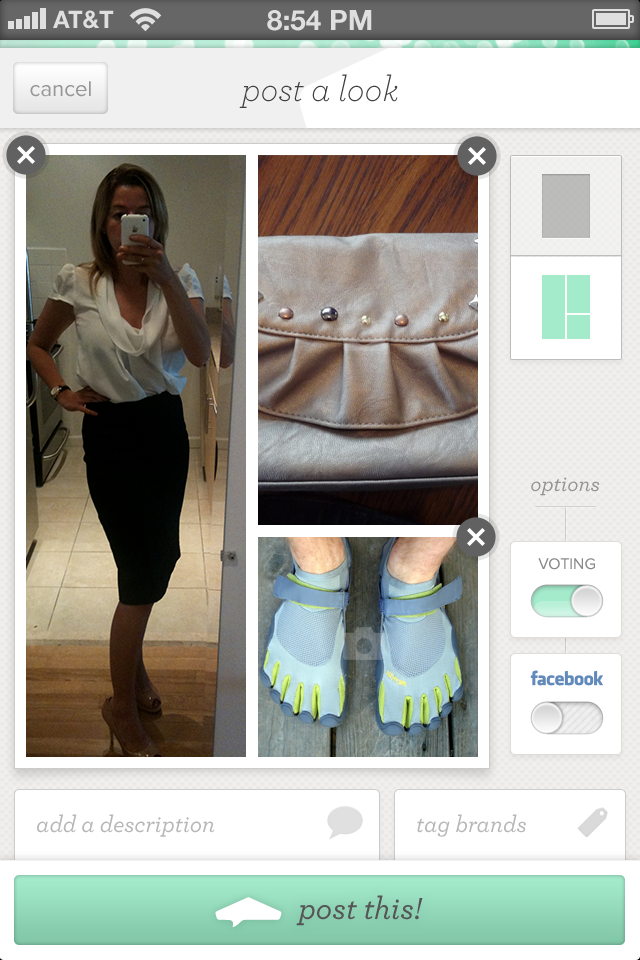 AT&T
8:54 PM
cancel
post a look
options
VOTING
facebook
add a description
tag brands
post this!